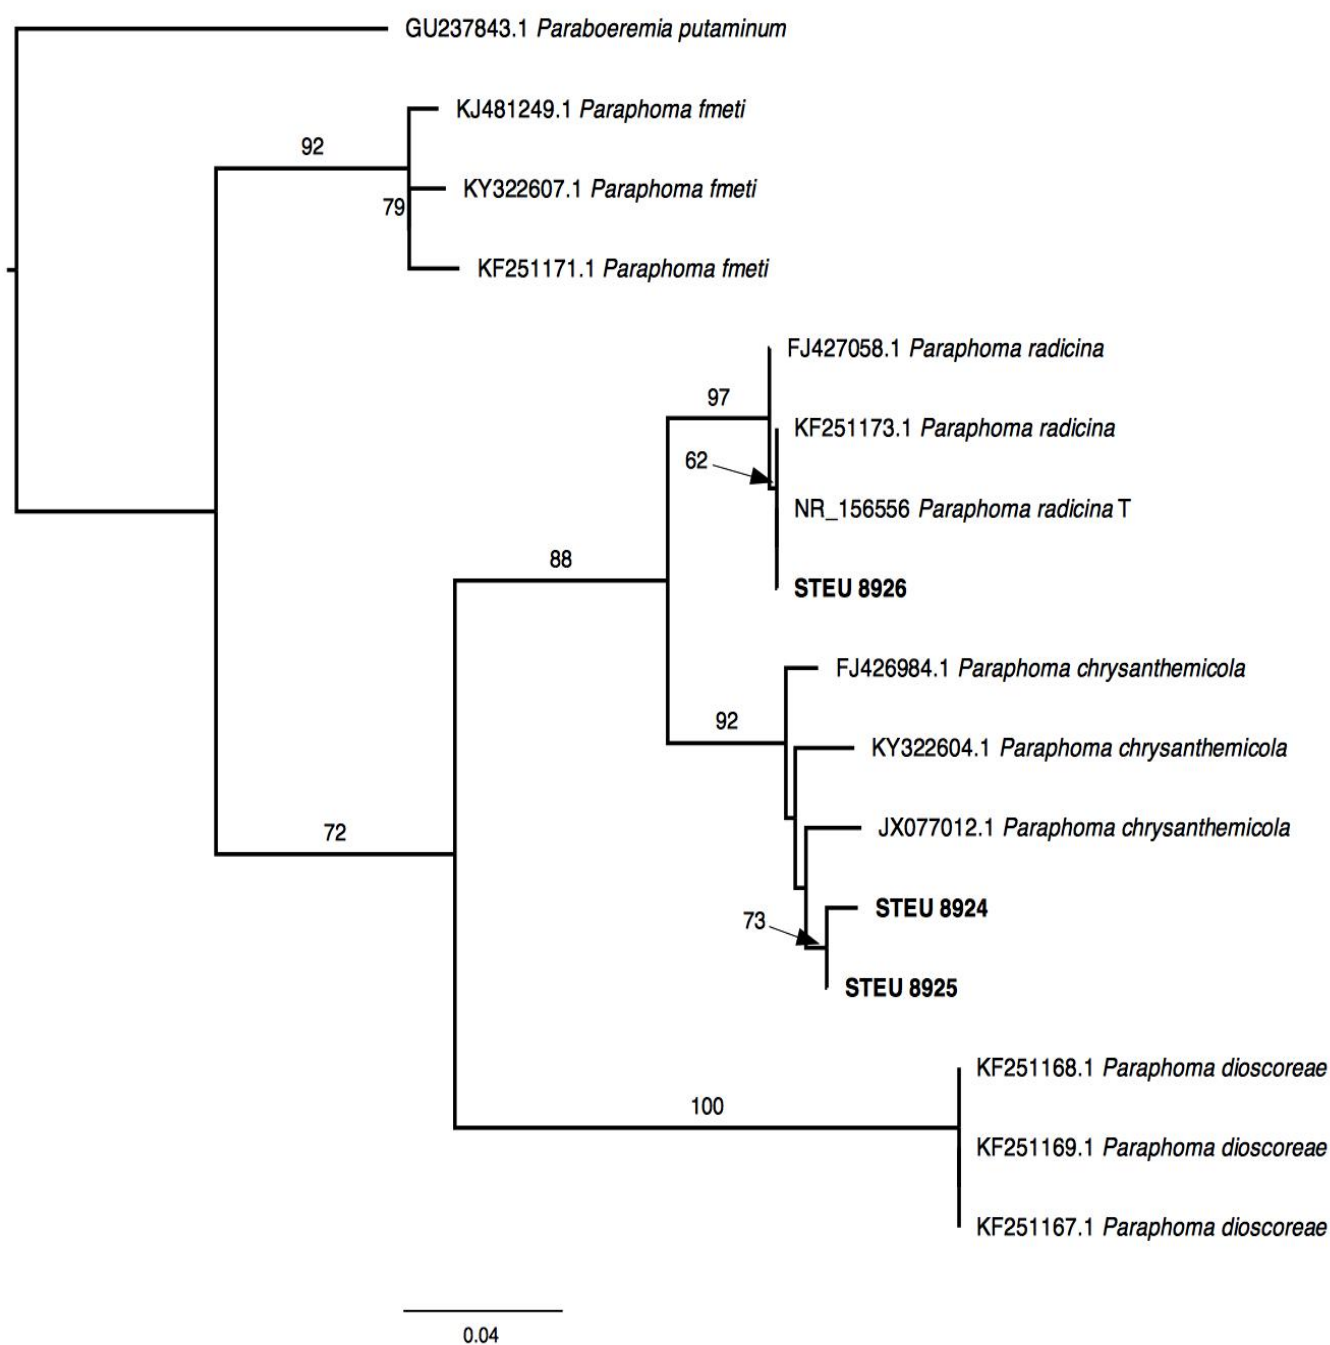 GU237843.1 Paraboeremia putaminum
KJ481249.1 Paraphoma fmeti
92
KY322607.1 Paraphoma fmeti
79
KF251171.1 Paraphoma fmeti
FJ427058.1 Paraphoma radicina
97
KF251173.1 Paraphoma radicina
62
NR_156556 Paraphoma radicina T
88
STEU 8926
FJ426984.1 Paraphoma chrysanthemicola
92
KY322604.1 Paraphoma chrysanthemicola
72
JX077012.1 Paraphoma chrysanthemicola
STEU 8924
73
STEU 8925
KF251168.1 Paraphoma dioscoreae
100
KF251169.1 Paraphoma dioscoreae
KF251167.1 Paraphoma dioscoreae
0.04